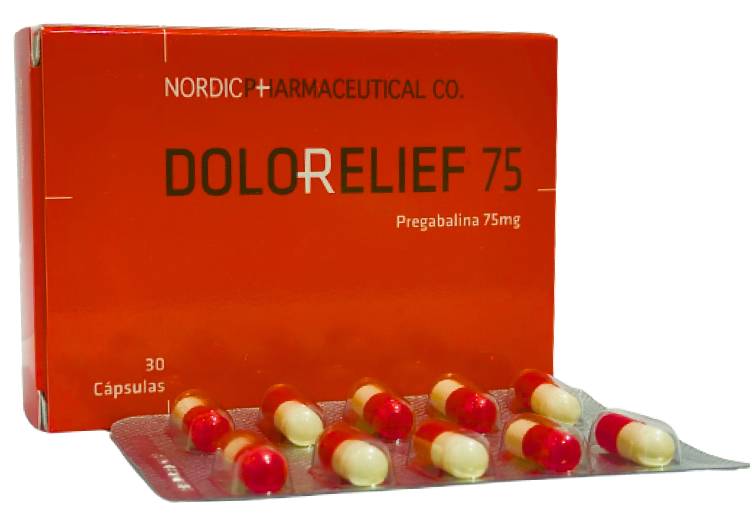 NORDICPHARMACEUTICAL CO.
DOLORELIEF 75
Pregabalina 75mg
30
Cápsulas